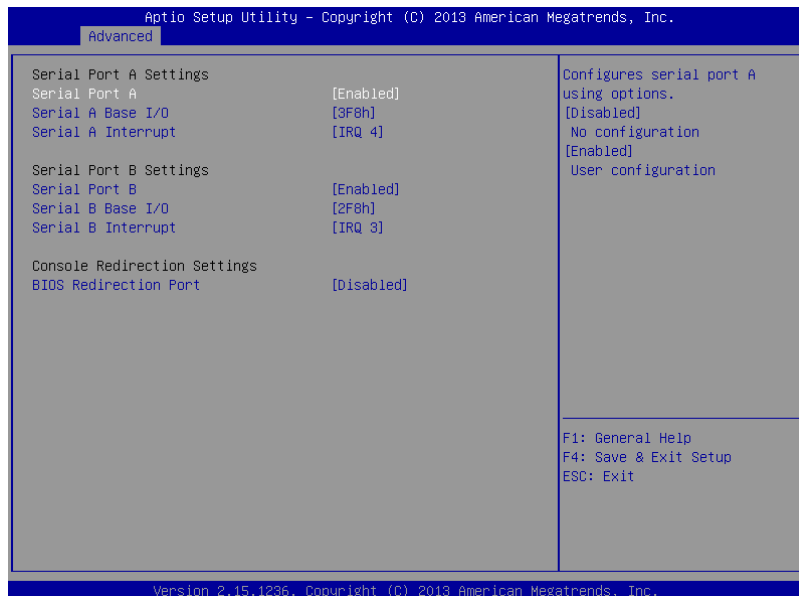 Aptio Setup Utility – Copyright (C) 2013 American Megatrends, Inc.
Advanced
Serial Port A Settings
Serial Port A [Enabled]
Serial A Base I/O [3F8h]
Serial A Interrupt [IRQ 4]
Serial Port B Settings
Serial Port B [Enabled]
Serial B Base I/O [2F8h]
Serial B Interrupt [IRQ 3]
Console Redirection Settings
BIOS Redirection Port [Disabled]
Configures serial port A
using options.
[Disabled]
No configuration
[Enabled]
User configuration
F1: General Help
F4: Save & Exit Setup
ESC: Exit
Version 2.15.1236. Copyright (C) 2013 American Megatrends, Inc.